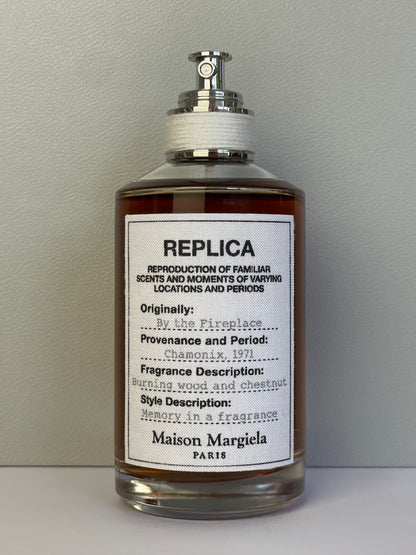 REPLICA
REPRODUCTION OF FAMILIAR
SCENTS AND MOMENTS OF VARYING
LOCATIONS AND PERIODS
Originally:
By the Fireplace
Provenance and Period:
Chamonix, 1971
Fragrance Description:
Burning wood and chestnut
Style Description:
Memory in a fragrance
Maison Margiela
PARIS